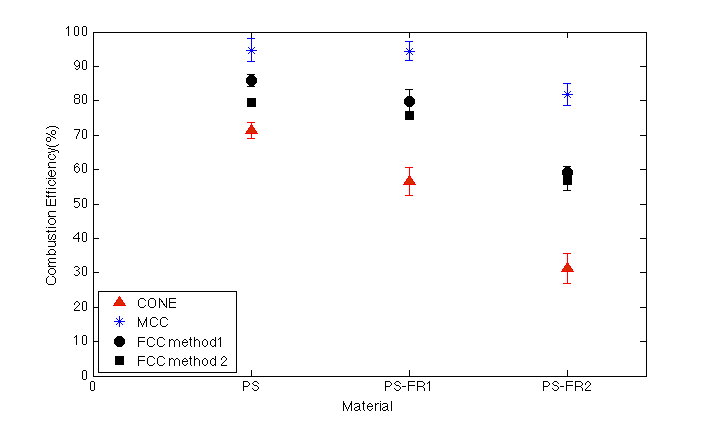 100
90
80
70
60
50
40
30
20
10
0
Combustion Efficiency(%)
CONE
MCC
FCC method1
FCC method 2
0 PS PS-FR1 PS-FR2
Material